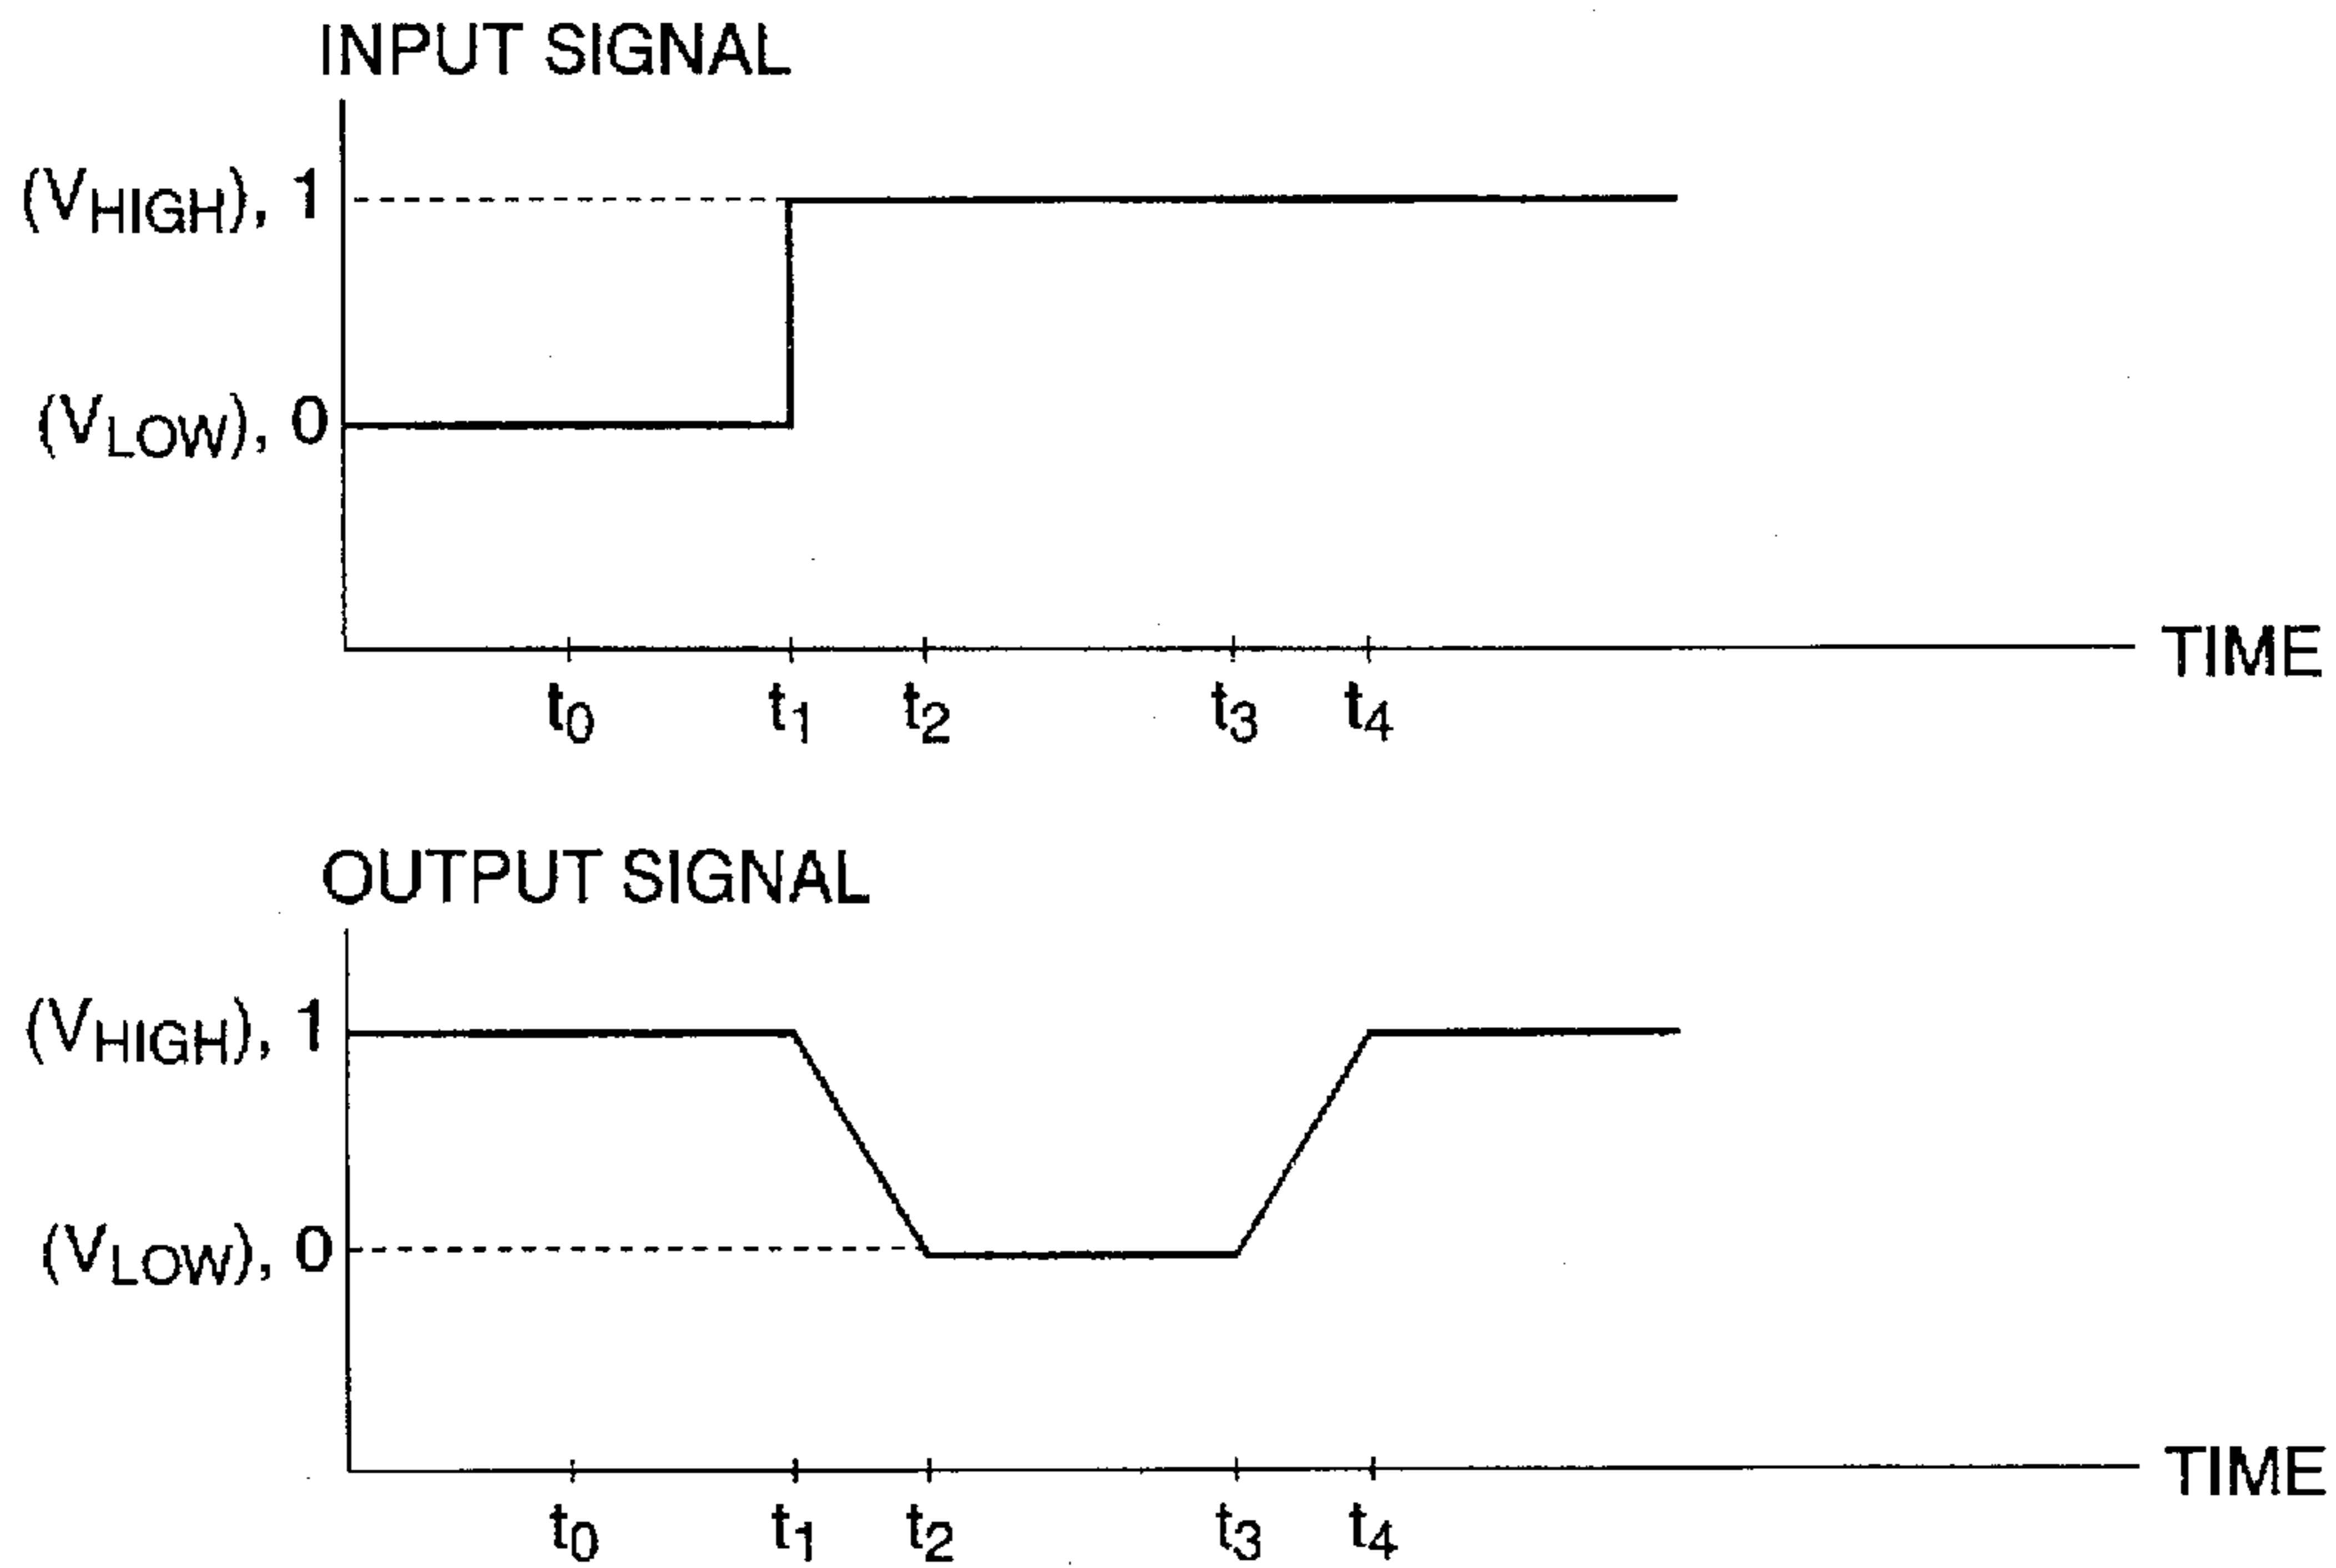 INPUT SIGNAL
(VHIGH), 1
(VLOW), 0
TIME
t0 t1 t2 t3 t4
OUTPUT SIGNAL
(VHIGH), 1
(VLOW), 0
TIME
t0 t1 t2 t3 t4